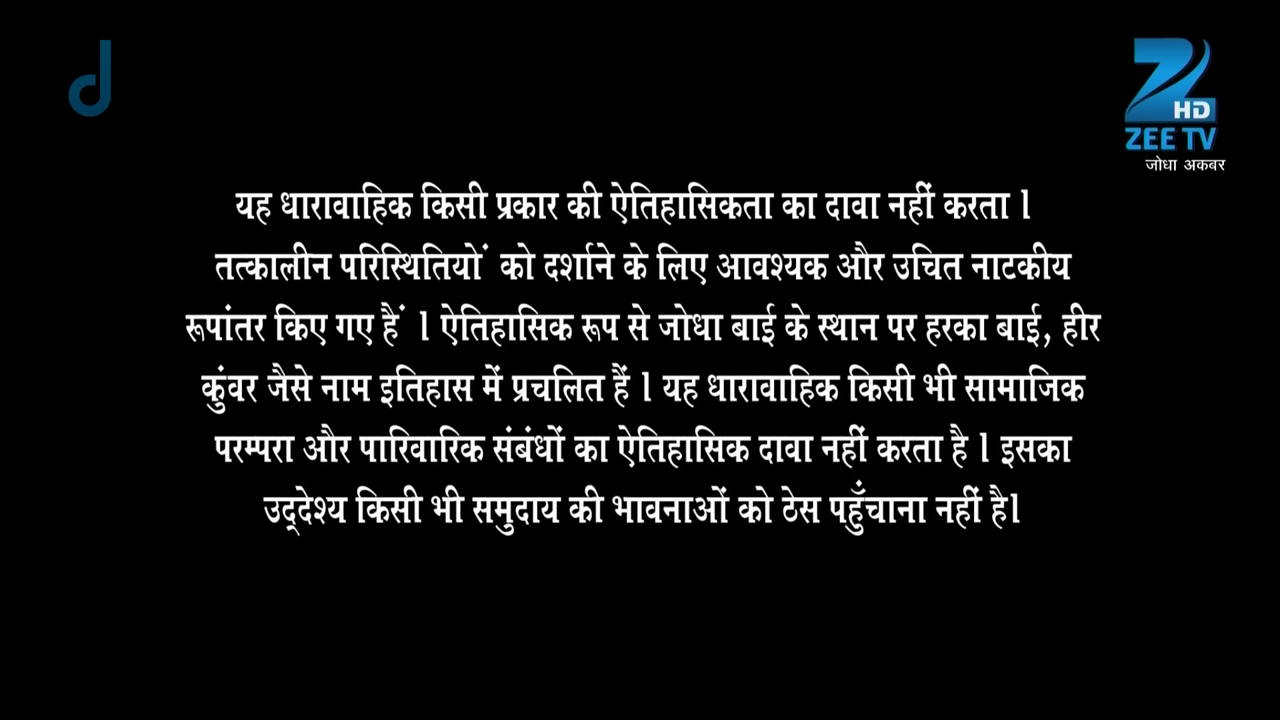 HD
ZEE TV
जोधा अकबर
यह धारावाहिक किसी प्रकार की ऐतिहासिकता का दावा नहीं करता ।
तत्कालीन परिस्थितियों को दर्शाने के लिए आवश्यक और उचित नाटकीय
रूपांतर किए गए हैं । ऐतिहासिक रूप से जोधा बाई के स्थान पर हरका बाई, हीर
कुंवर जैसे नाम इतिहास में प्रचलित हैं । यह धारावाहिक किसी भी सामाजिक
परम्परा और पारिवारिक संबंधों का ऐतिहासिक दावा नहीं करता है । इसका
उद्देश्य किसी भी समुदाय की भावनाओं को ठेस पहुँचाना नहीं है।